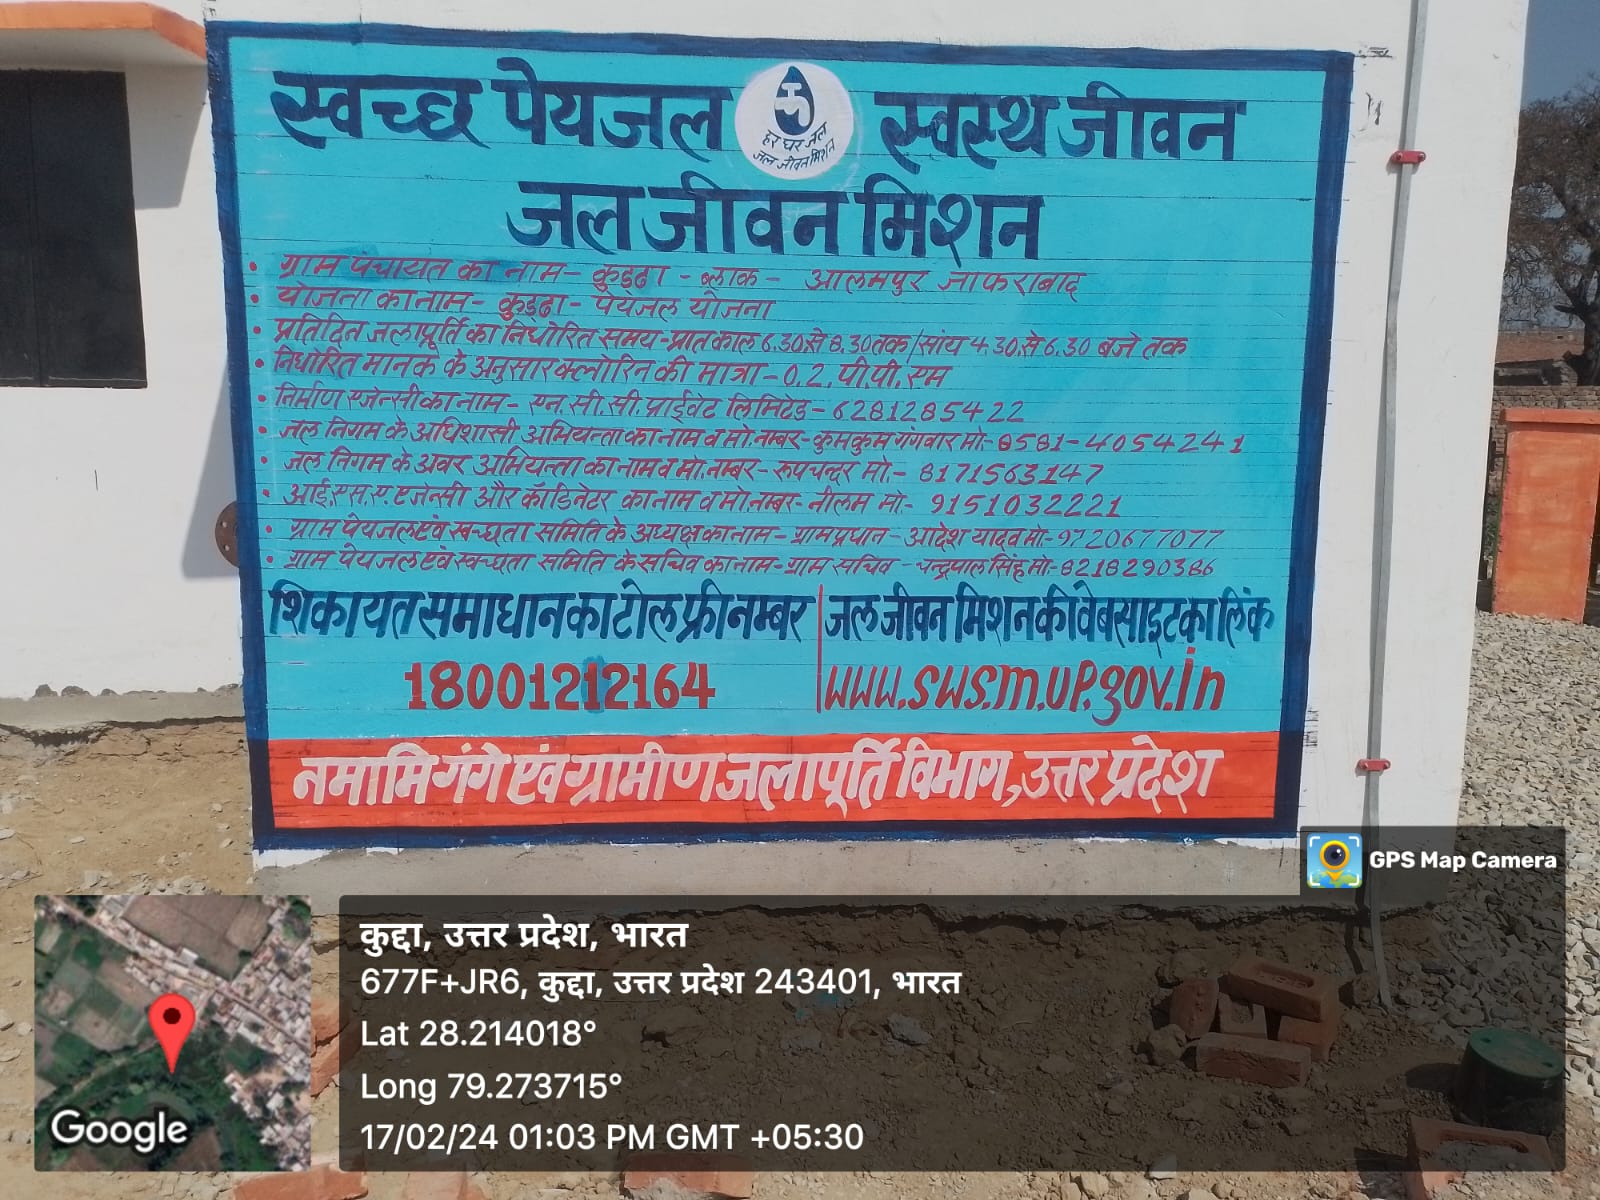 स्वच्छ पेयजल स्वस्थ जीवन
हर घर जल
जल जीवन मिशन
जल जीवन मिशन
• ग्राम पंचायत का नाम - कुड्ढा - ब्लाक - आलमपुर जाफराबाद
• योजना का नाम - कुड्ढा - पेयजल योजना
• प्रतिदिन जलापूर्ति का निर्धारित समय - प्रातकाल 6.30 से 8.30 तक / सांय 4.30 से 6.30 बजे तक
• निर्धारित मानक के अनुसार क्लोरिन की मात्रा - 0.2. पी.पी. एम
• निर्माण एजेन्सी का नाम - एन. सी. सी. प्राईवेट लिमिटेड - 6281285422
• जल निगम के अधिशासी अभियन्ता का नाम व मो. नम्बर - कुमकुम गंगवार मो. - 8581-4054241
• जल निगम के अवर अभियन्ता का नाम व मो. नम्बर - रूपचन्दर मो. - 8171563147
• आई.एस.ए. एजेन्सी और कॉर्डिनेटर का नाम व मो. नम्बर - नीलम मो - 9151032221
• ग्राम पेयजल एवं स्वच्छता समिति के अध्यक्ष का नाम - ग्राम प्रधान - आदेश यादव मो - 9720677077
• ग्राम पेयजल एवं स्वच्छता समिति के सचिव का नाम - ग्राम सचिव - चन्द्रपाल सिंह मो - 8218290386
शिकायत समाधान का टोल फ्री नम्बर
18001212164
जल जीवन मिशन की वेबसाइट का लिंक
www.sws.m.up.gov.in
नमामि गंगे एंव ग्रामीण जलापूर्ति विभाग, उत्तर प्रदेश
GPS Map Camera
कुद्दा, उत्तर प्रदेश, भारत
677F+JR6, कुद्दा, उत्तर प्रदेश 243401, भारत
Lat 28.214018°
Long 79.273715°
17/02/24 01:03 PM GMT +05:30
Google